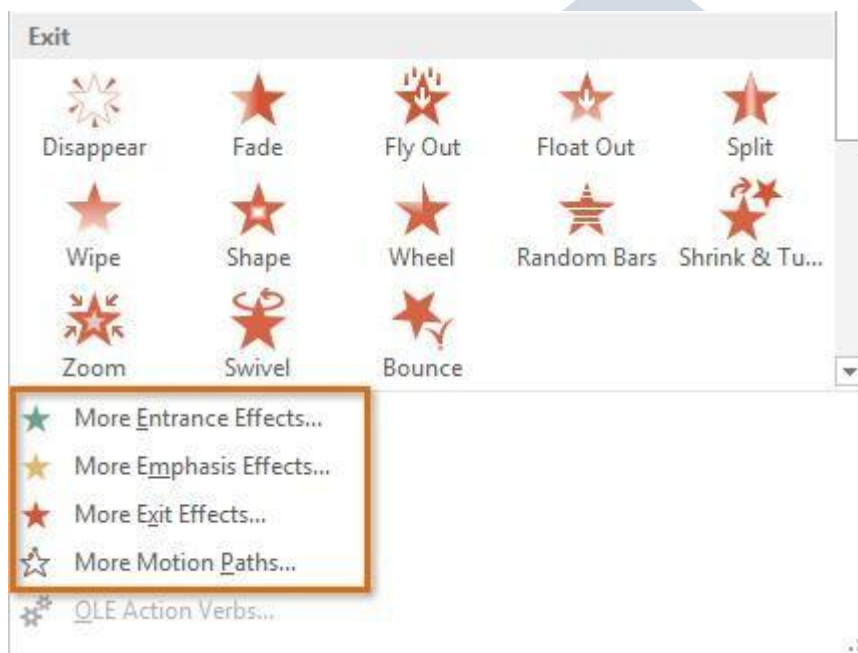 Exit
Disappear Fade Fly Out Float Out Split
Wipe Shape Wheel Random Bars Shrink & Tu...
Zoom Swivel Bounce
More Entrance Effects...
More Emphasis Effects...
More Exit Effects...
More Motion Paths...
OLE Action Verbs...